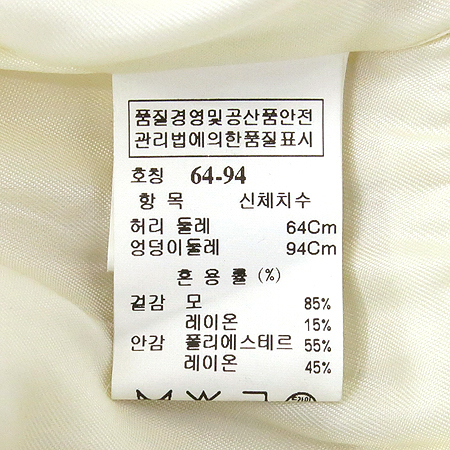 품질경영및공산품안전
관리법에의한품질표시
호칭 64-94
항 목 신체치수
허리 둘레 64Cm
엉덩이둘레 94Cm
혼 용 률 (%)
겉감 모 85%
레이온 15%
안감 폴리에스테르 55%
레이온 45%